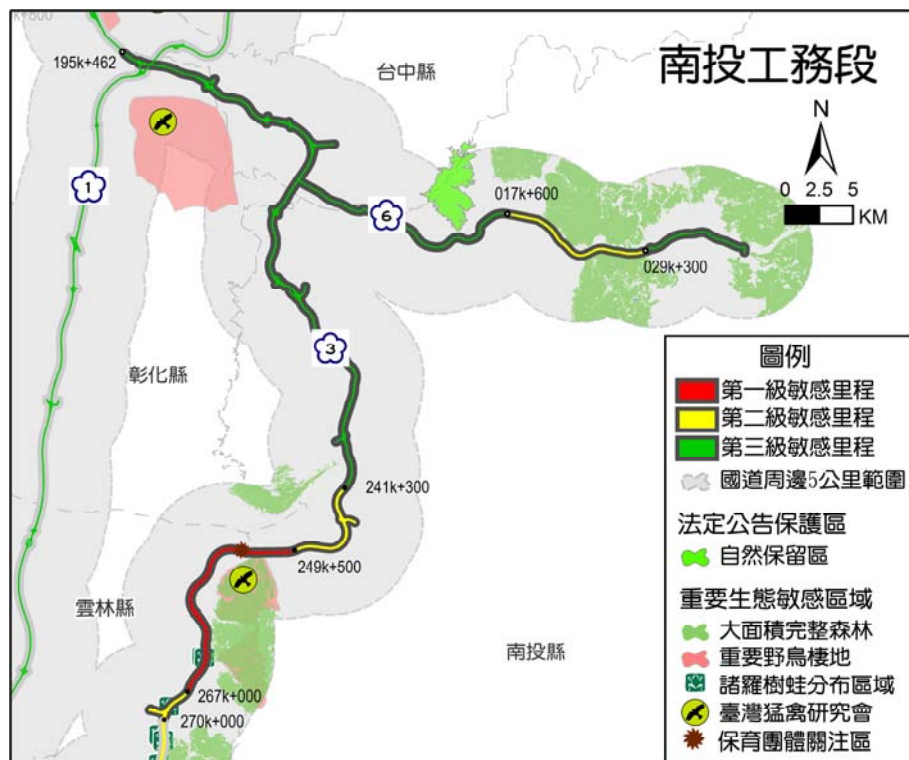 南投工務段
195k+462
台中縣
N
0 2.5 5
KM
1
6
017k+600
029k+300
3
彰化縣
241k+300
249k+500
雲林縣
南投縣
267k+000
270k+000
圖例
第一級敏感里程
第二級敏感里程
第三級敏感里程
國道周邊5公里範圍
法定公告保護區
自然保留區
重要生態敏感區域
大面積完整森林
重要野鳥棲地
諸羅樹蛙分布區域
臺灣猛禽研究會
保育團體關注區